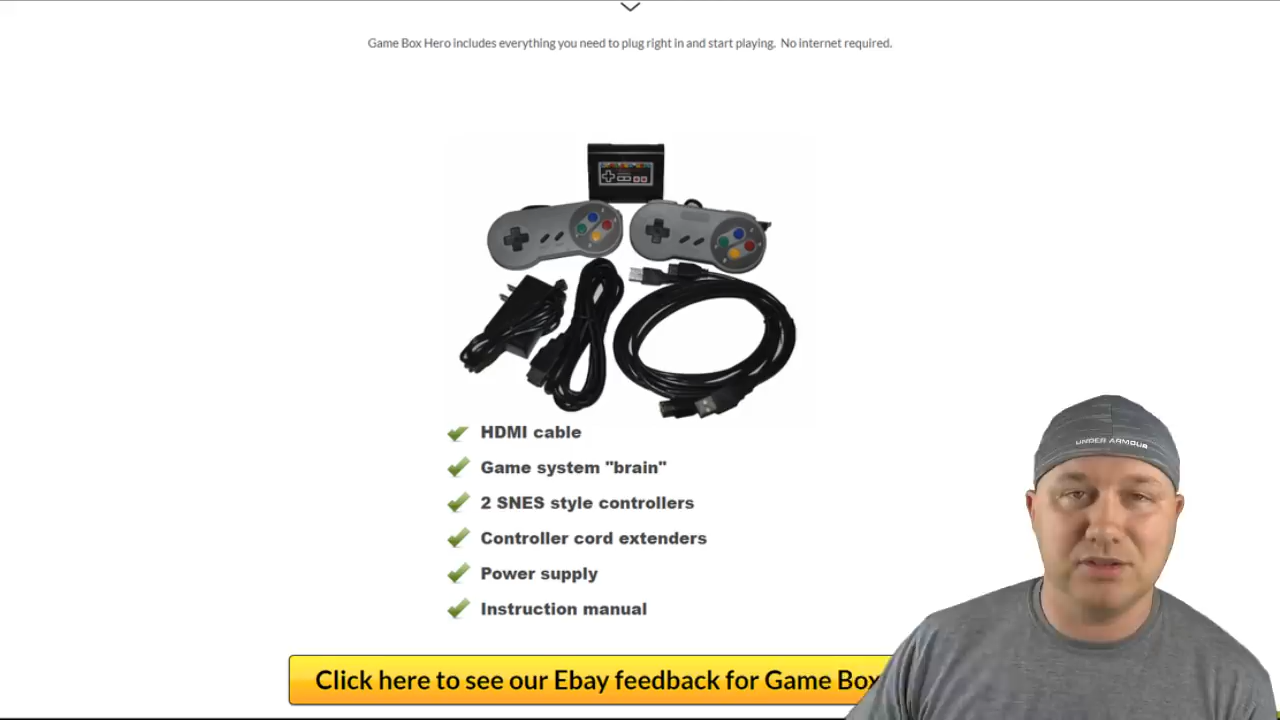 Game Box Hero includes everything you need to plug right in and start playing.  No internet required.
HDMI cable
Game system "brain"
2 SNES style controllers
Controller cord extenders
Power supply
Instruction manual
UNDER ARMOUR
Click here to see our Ebay feedback for Game Box